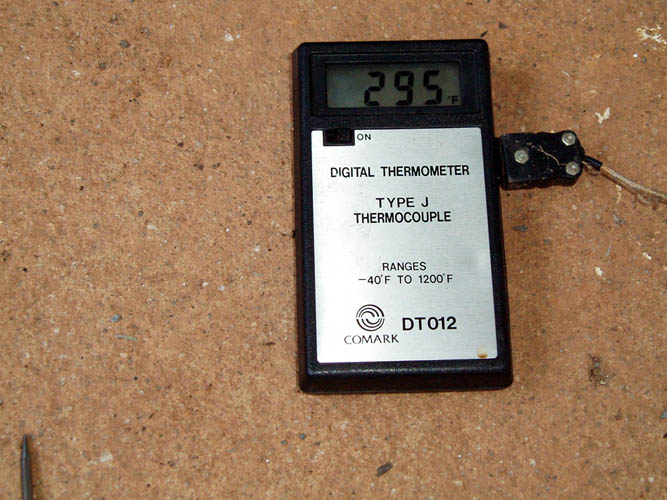 295 °F
ON
DIGITAL THERMOMETER
TYPE J
THERMOCOUPLE
RANGES
-40°F TO 1200°F
COMARK DT012